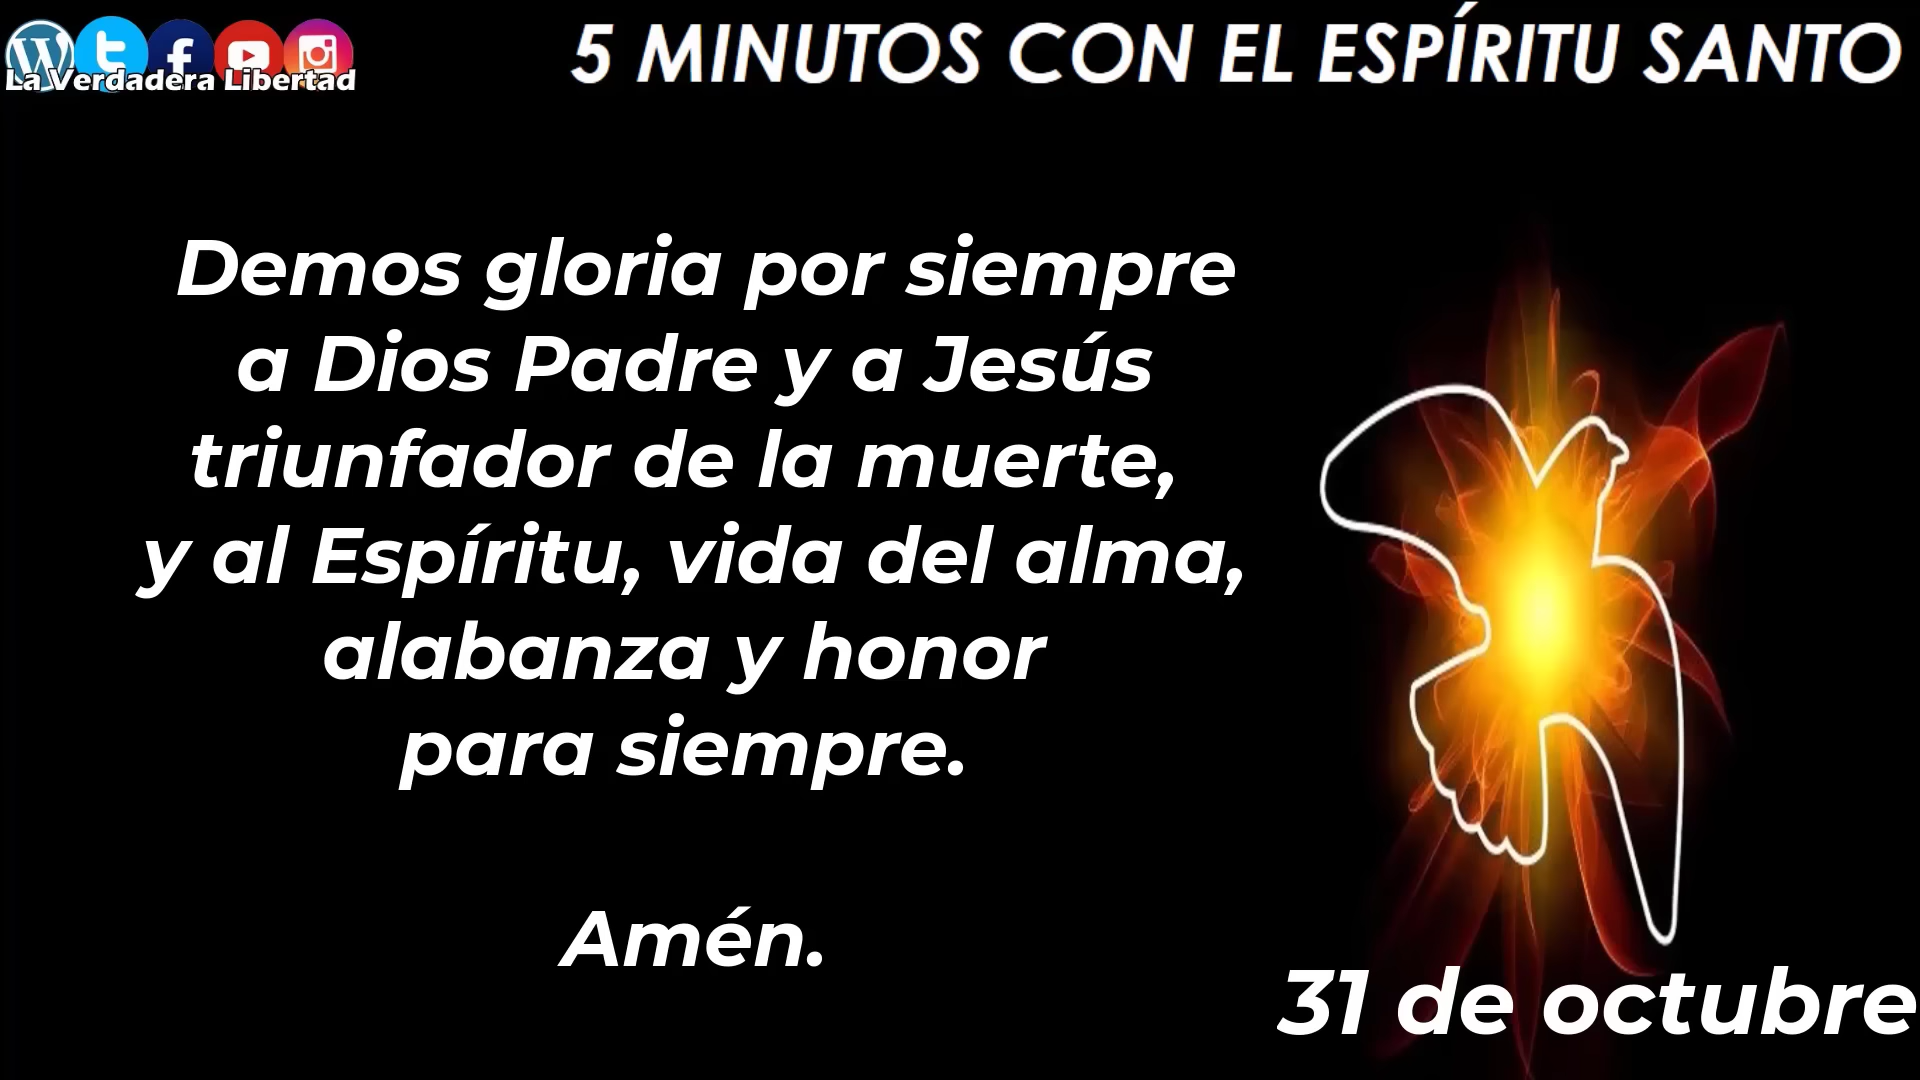 La Verdadera Libertad
5 MINUTOS CON EL ESPÍRITU SANTO
Demos gloria por siempre
a Dios Padre y a Jesús
triunfador de la muerte,
y al Espíritu, vida del alma,
alabanza y honor
para siempre.
Amén.
31 de octubre